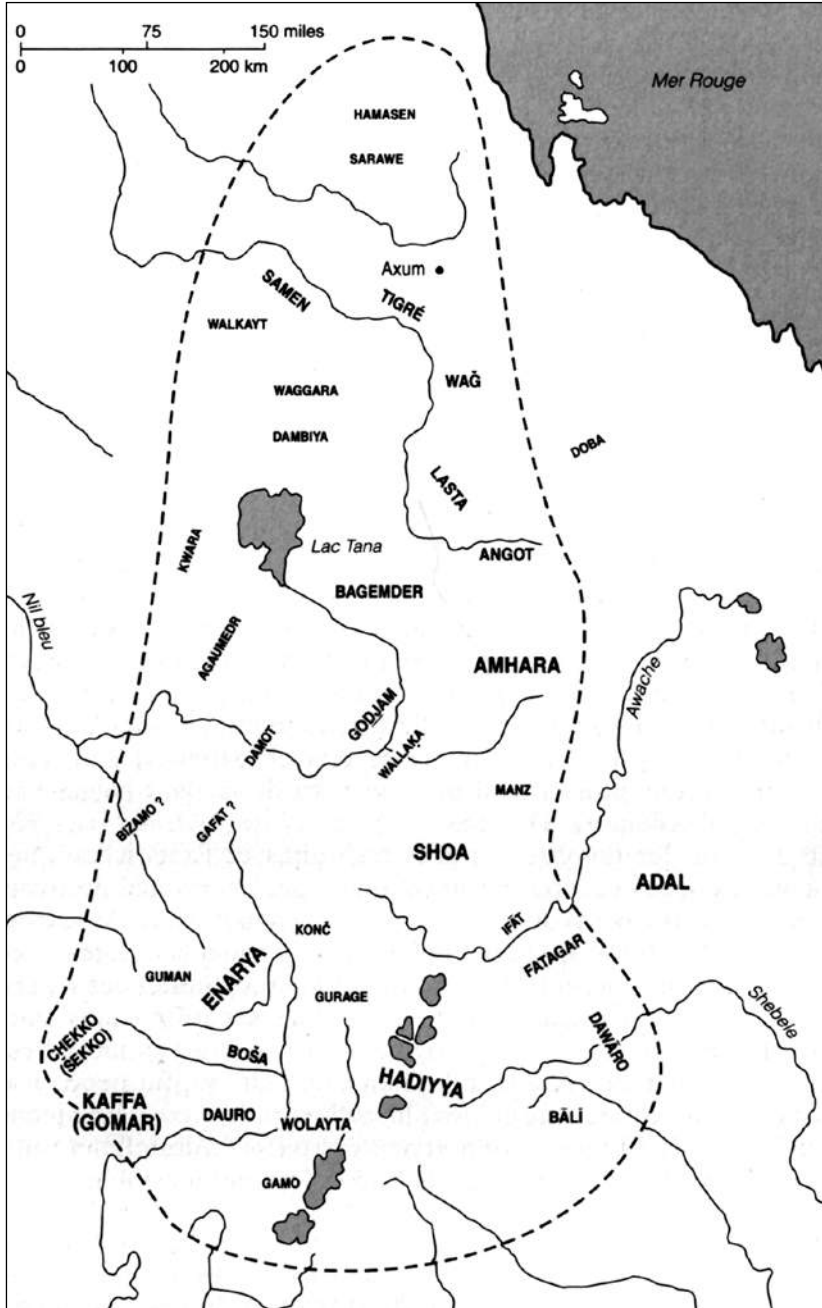 0 75 150 miles
0 100 200 km
Mer Rouge
HAMASEN
SARAWE
Axum
SAMEN
TIGRÉ
WALKAYT
WAĞ
WAGGARA
DAMBIYA
DOBA
LASTA
KWARA
Lac Tana
ANGOT
BAGEMDER
Nil bleu
AGAUMEDR
AMHARA
Awache
GODJAM
DAMOT
WALLAKA
MANZ
BIZAMO ?
GAFAT ?
SHOA
ADAL
IFĀT
KONČ
FATAGAR
GUMAN
ENARYA
GURAGE
Shebele
CHEKKO
(ŠEKKO)
BOŠA
DAWĀRO
HADIYYA
KAFFA
(GOMAR)
DAURO
WOLAYTA
BĀLĪ
GAMO